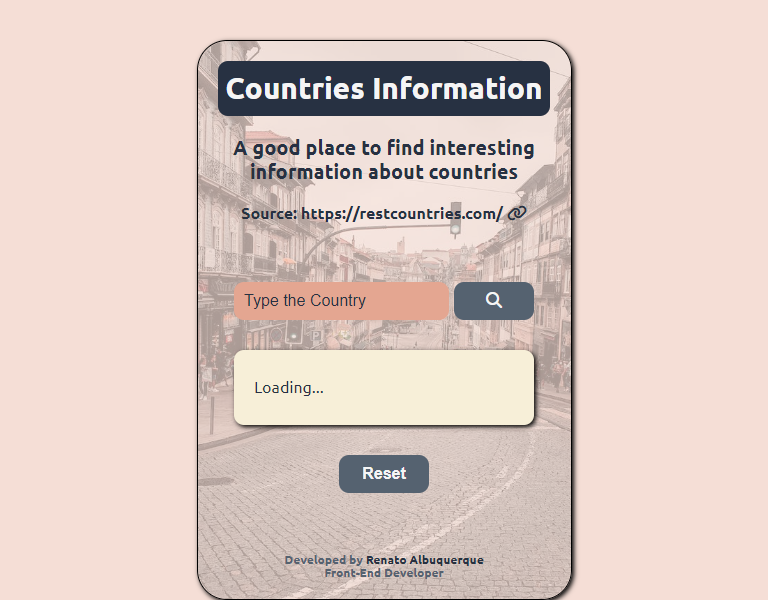 Countries Information
A good place to find interesting
information about countries
Source: https://restcountries.com/
Type the Country
Loading...
Reset
Developed by Renato Albuquerque
Front-End Developer